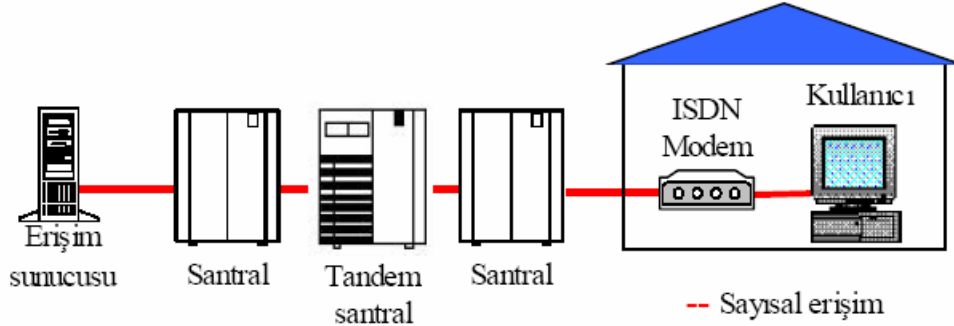 Erişim
sunucusu
Santral
Tandem
santral
Santral
ISDN
Modem
Kullanıcı
-- Sayısal erişim